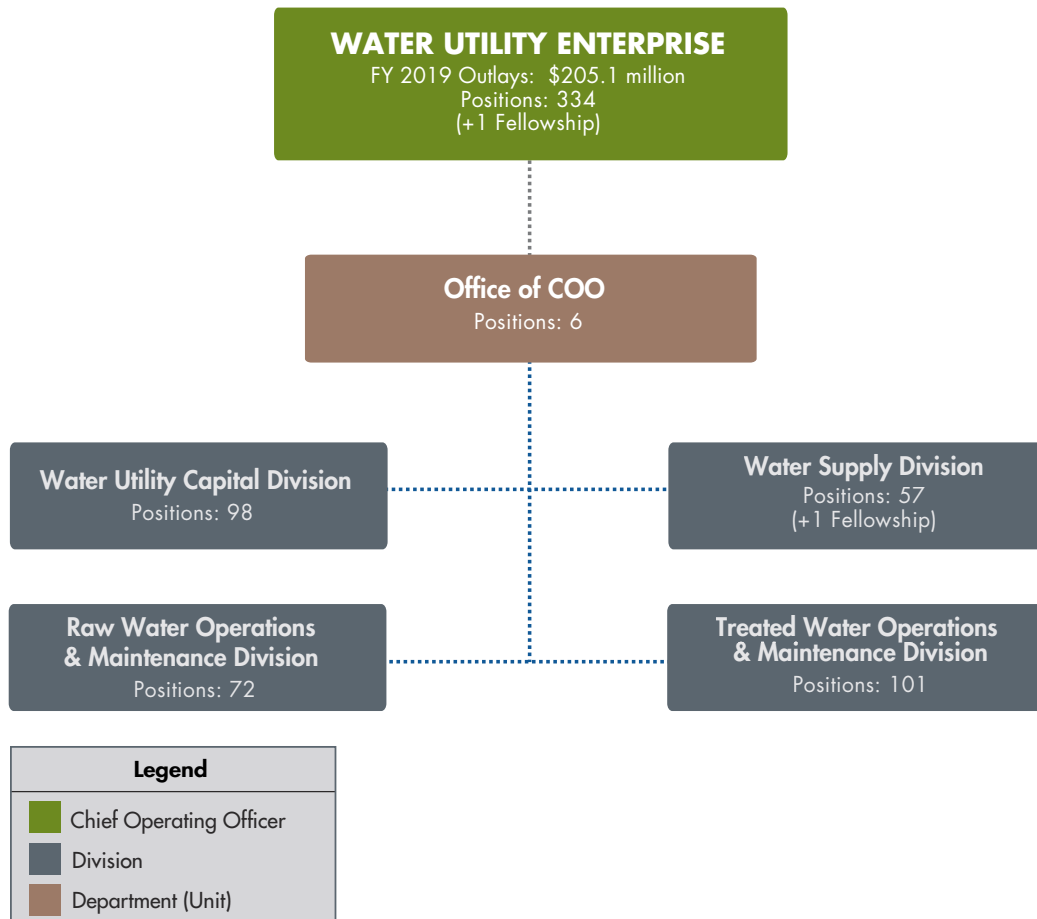 WATER UTILITY ENTERPRISE
FY 2019 Outlays: $205.1 million
Positions: 334
(+1 Fellowship)
Office of COO
Positions: 6
Water Utility Capital Division
Positions: 98
Water Supply Division
Positions: 57
(+1 Fellowship)
Raw Water Operations
& Maintenance Division
Positions: 72
Treated Water Operations
& Maintenance Division
Positions: 101
Legend
Chief Operating Officer
Division
Department (Unit)